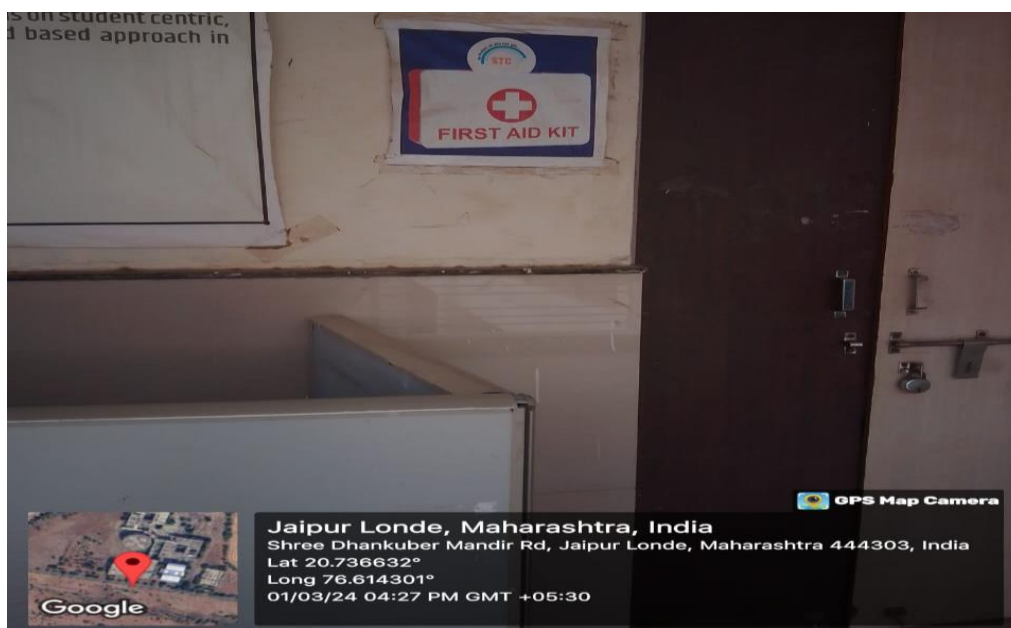 s on student centric,
d based approach in
STC
FIRST AID KIT
GPS Map Camera
Jaipur Londe, Maharashtra, India
Shree Dhankuber Mandir Rd, Jaipur Londe, Maharashtra 444303, India
Lat 20.736632°
Long 76.614301°
01/03/24 04:27 PM GMT +05:30
Google